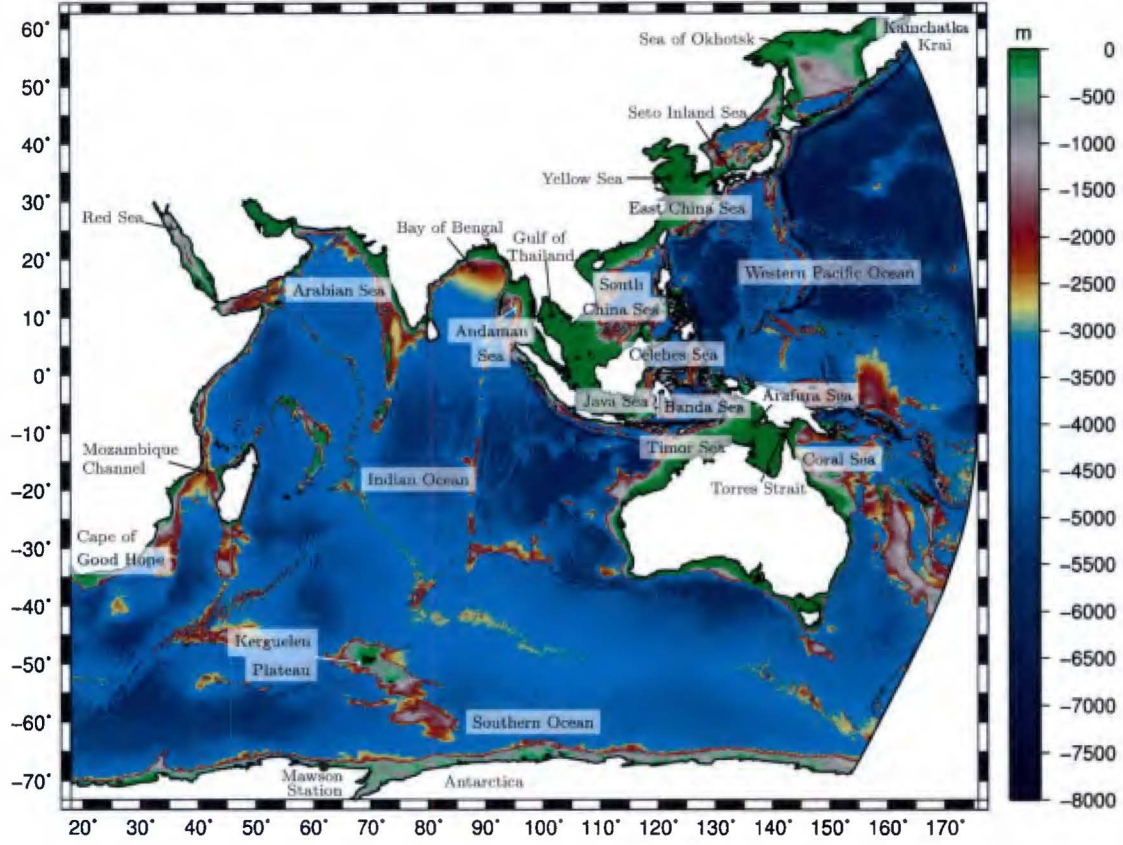 60°
50°
40°
30°
20°
10°
0°
−10°
−20°
−30°
−40°
−50°
−60°
−70°
Kamchatka
Krai
Sea of Okhotsk
Seto Inland Sea
Yellow Sea
East China Sea
Red Sea
Bay of Bengal
Gulf of
Thailand
Western Pacific Ocean
Arabian Sea
South
China Sea
Andaman
Sea
Celebes Sea
Java Sea
Banda Sea
Arafura Sea
Timor Sea
Coral Sea
Torres Strait
Mozambique
Channel
Indian Ocean
Cape of
Good Hope
Kerguelen
Plateau
Southern Ocean
Mawson
Station
Antarctica
20°
30°
40°
50°
60°
70°
80°
90°
100°
110°
120°
130°
140°
150°
160°
170°
m
0
−500
−1000
−1500
−2000
−2500
−3000
−3500
−4000
−4500
−5000
−5500
−6000
−6500
−7000
−7500
−8000